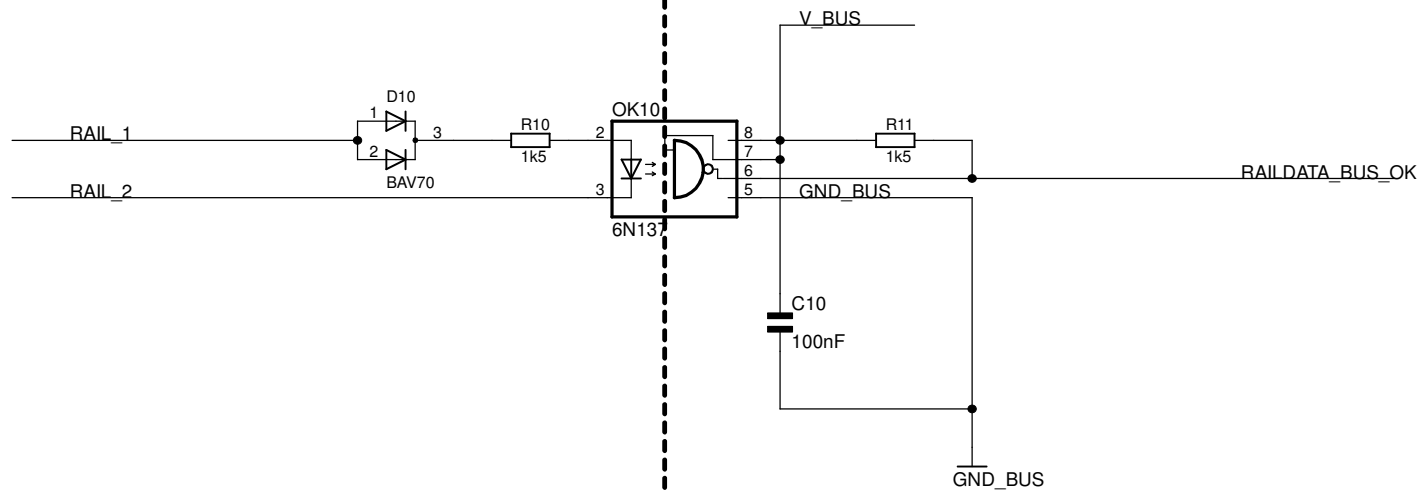 V_BUS
D10
1
RAIL_1
3
2
BAV70
R10
1k5
OK10
2
8
7
6
RAIL_2
3
5
GND_BUS
6N137
R11
1k5
RAILDATA_BUS_OK
C10
100nF
GND_BUS